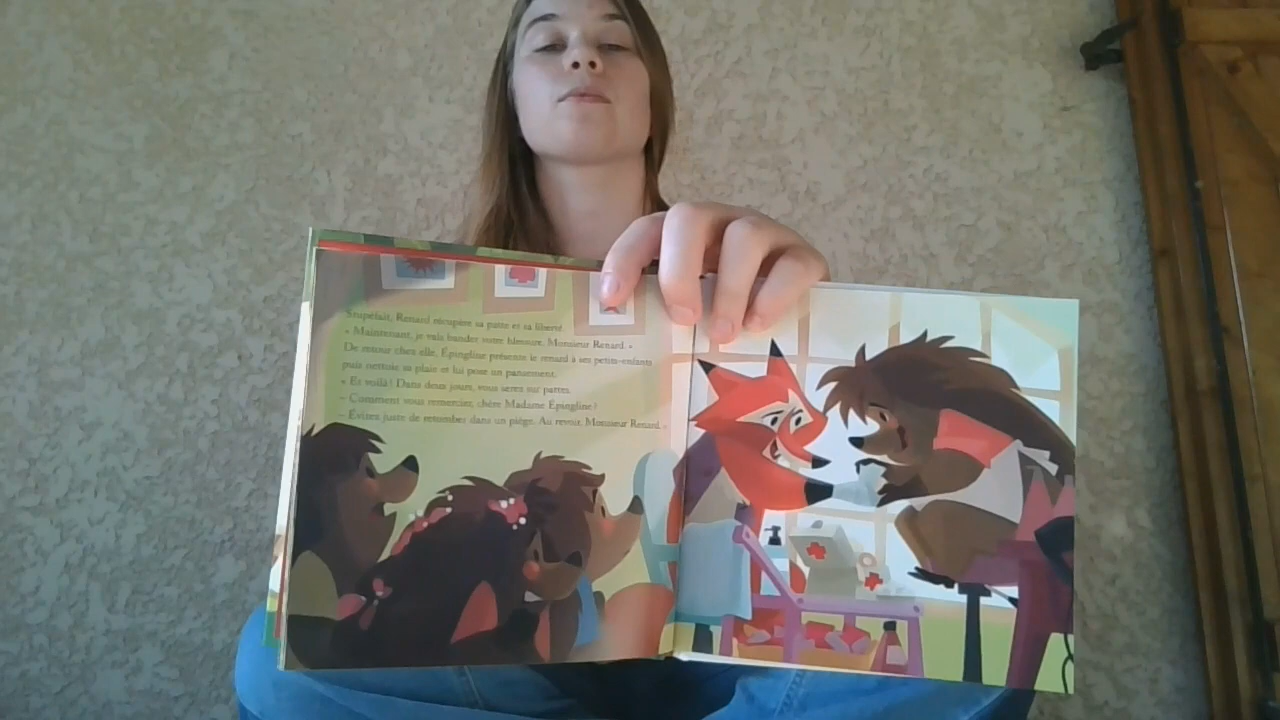 Stupéfait, Renard récupère sa patte et sa liberté.
« Maintenant, je vais bander votre blessure, Monsieur Renard. »
De retour chez elle, Épingline présente le renard à ses petits-enfants
puis nettoie sa plaie et lui pose un pansement.
« Et voilà ! Dans deux jours, vous serez sur pattes.
– Comment vous remercier, chère Madame Épingline ?
– Évitez juste de retomber dans un piège. Au revoir, Monsieur Renard. »